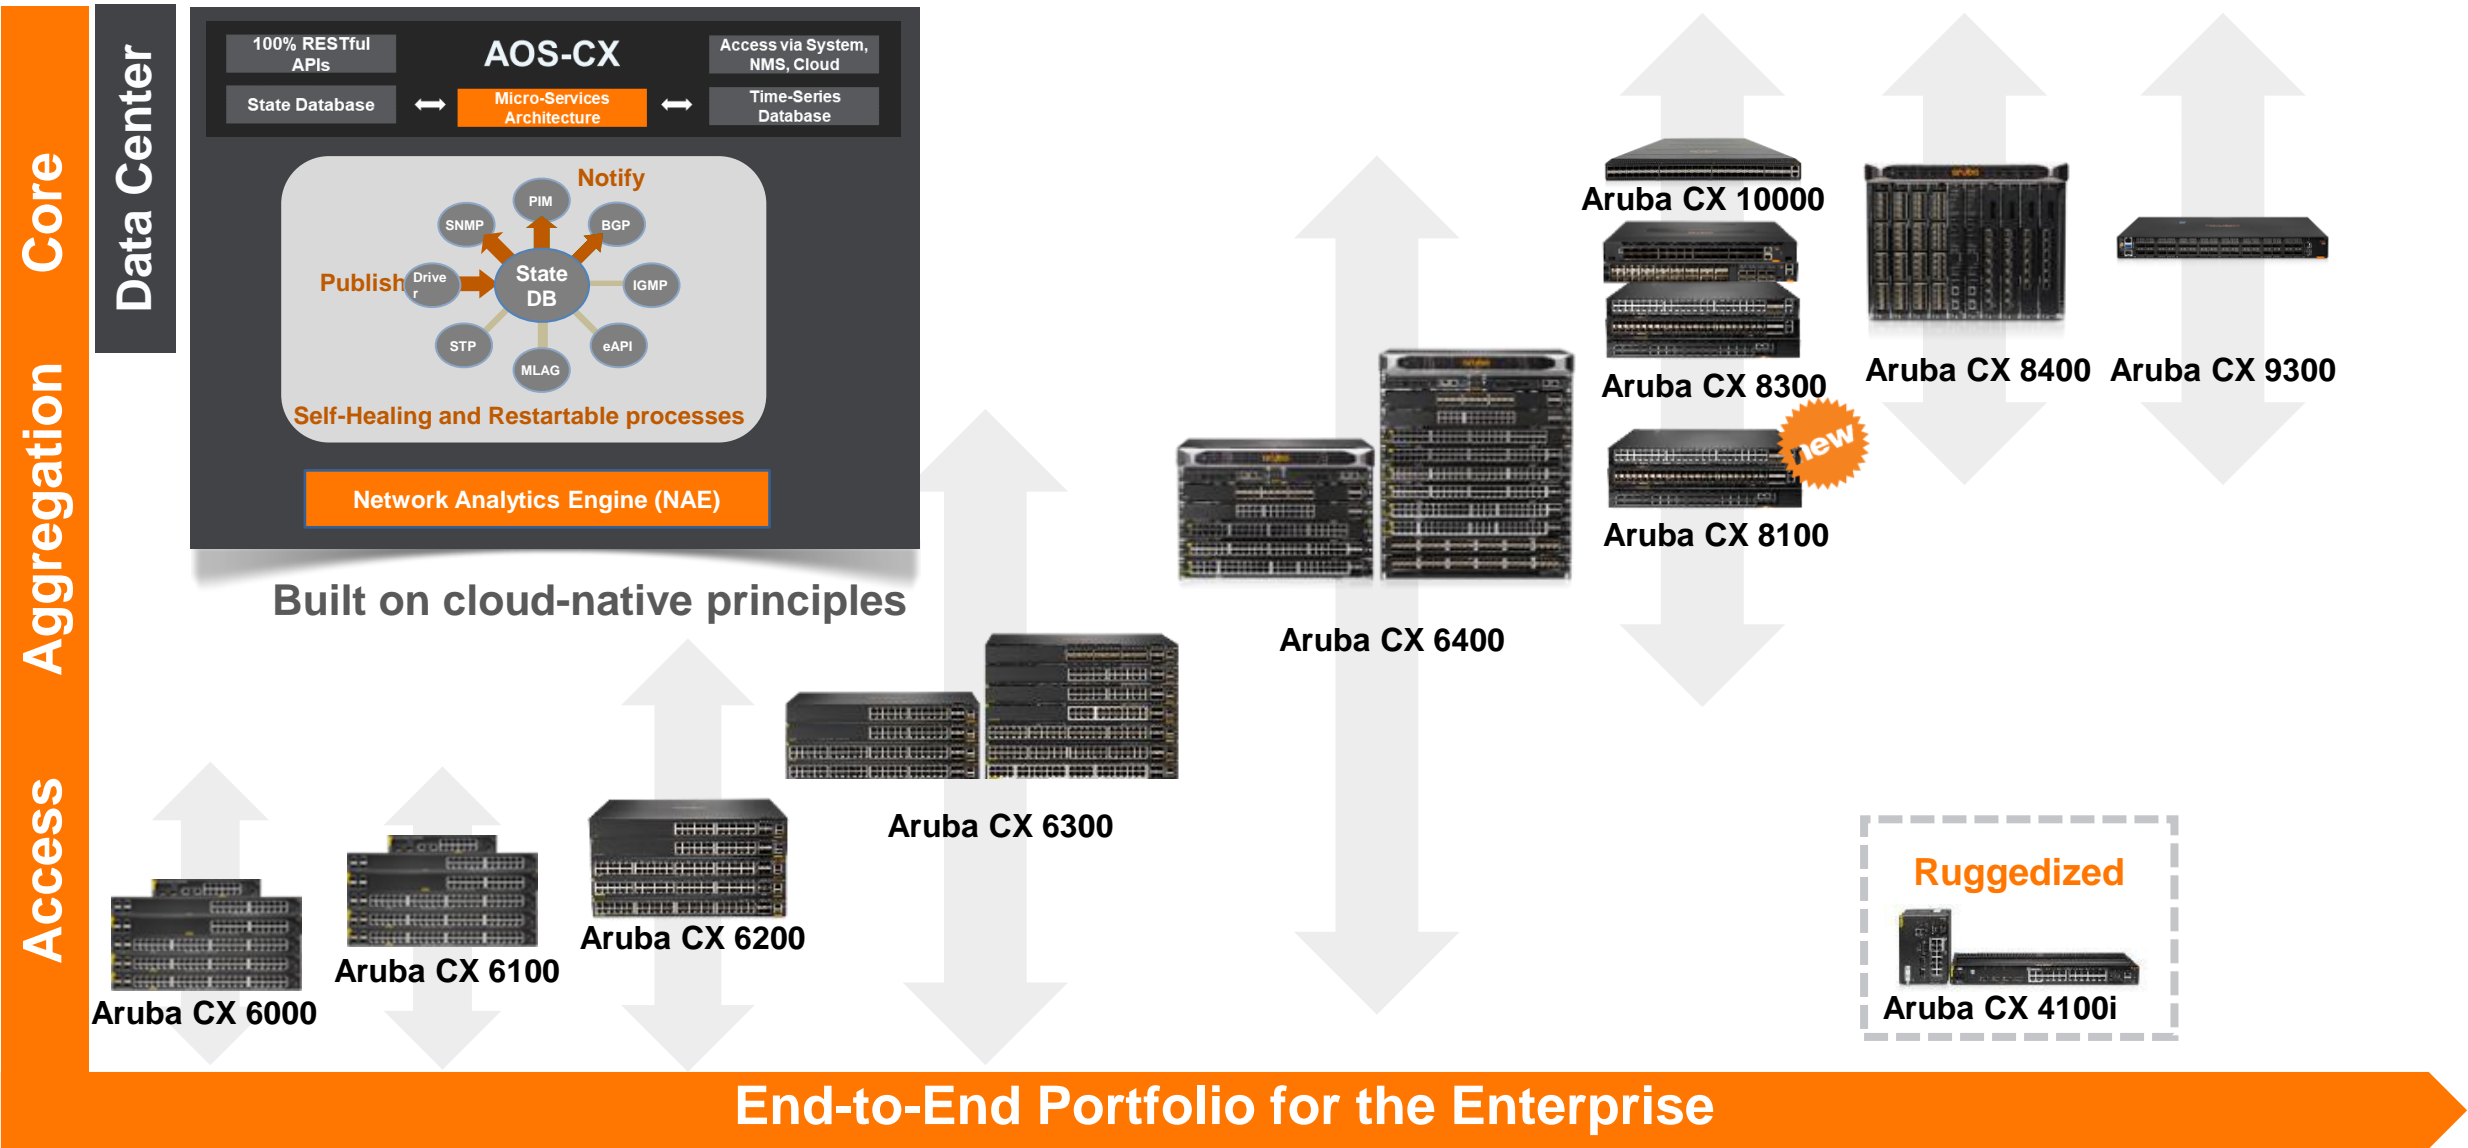 Core
Aggregation
Access
Data Center
100% RESTful
APIs
AOS-CX
Access via System,
NMS, Cloud
State Database
Micro-Services
Architecture
Time-Series
Database
Notify
PIM
SNMP
BGP
Publish
Drive
r
State
DB
IGMP
STP
eAPI
MLAG
Self-Healing and Restartable processes
Network Analytics Engine (NAE)
Built on cloud-native principles
Aruba CX 10000
aruba
Aruba CX 8300
Aruba CX 8400
Aruba CX 9300
new
Aruba CX 8100
Aruba CX 6400
Aruba CX 6300
Aruba CX 6200
Aruba CX 6100
Aruba CX 6000
Ruggedized
Aruba CX 4100i
End-to-End Portfolio for the Enterprise